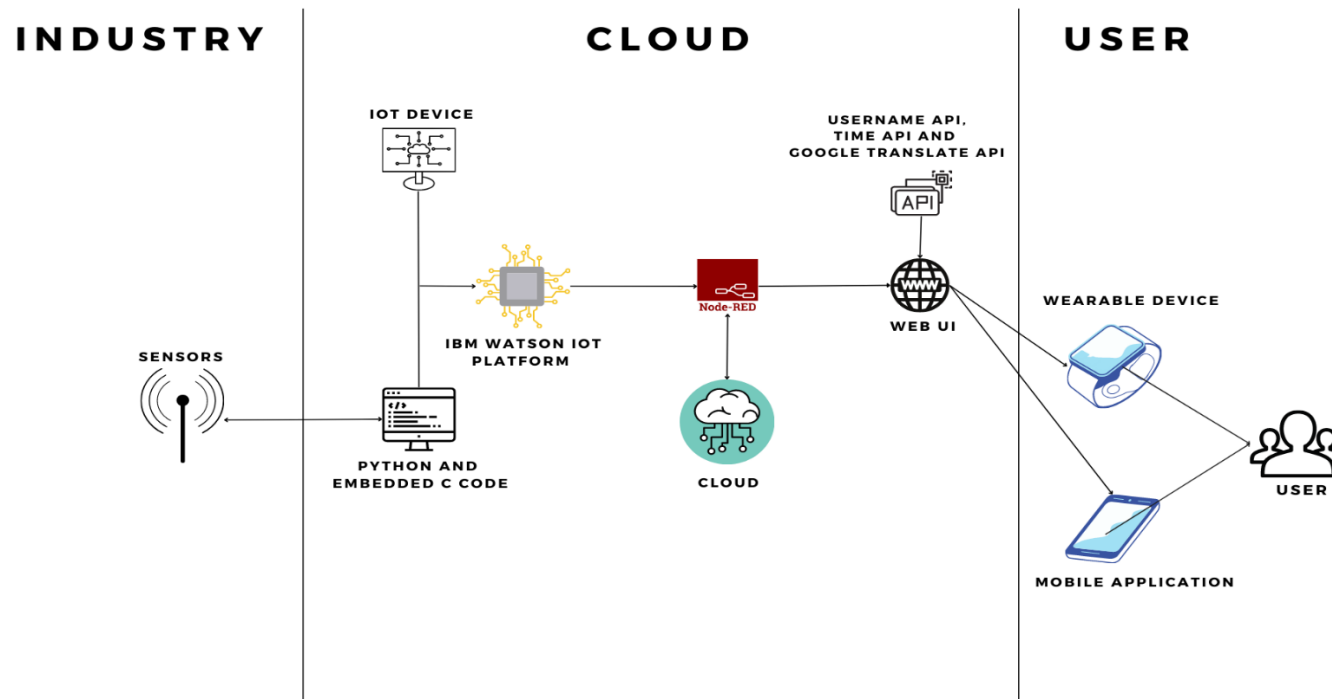 INDUSTRY
CLOUD
USER
IOT DEVICE
USERNAME API,
TIME API AND
GOOGLE TRANSLATE API
API
Node-RED
WWW
WEB UI
IBM WATSON IOT
PLATFORM
WEARABLE DEVICE
SENSORS
</>
PYTHON AND
EMBEDDED C CODE
CLOUD
USER
MOBILE APPLICATION